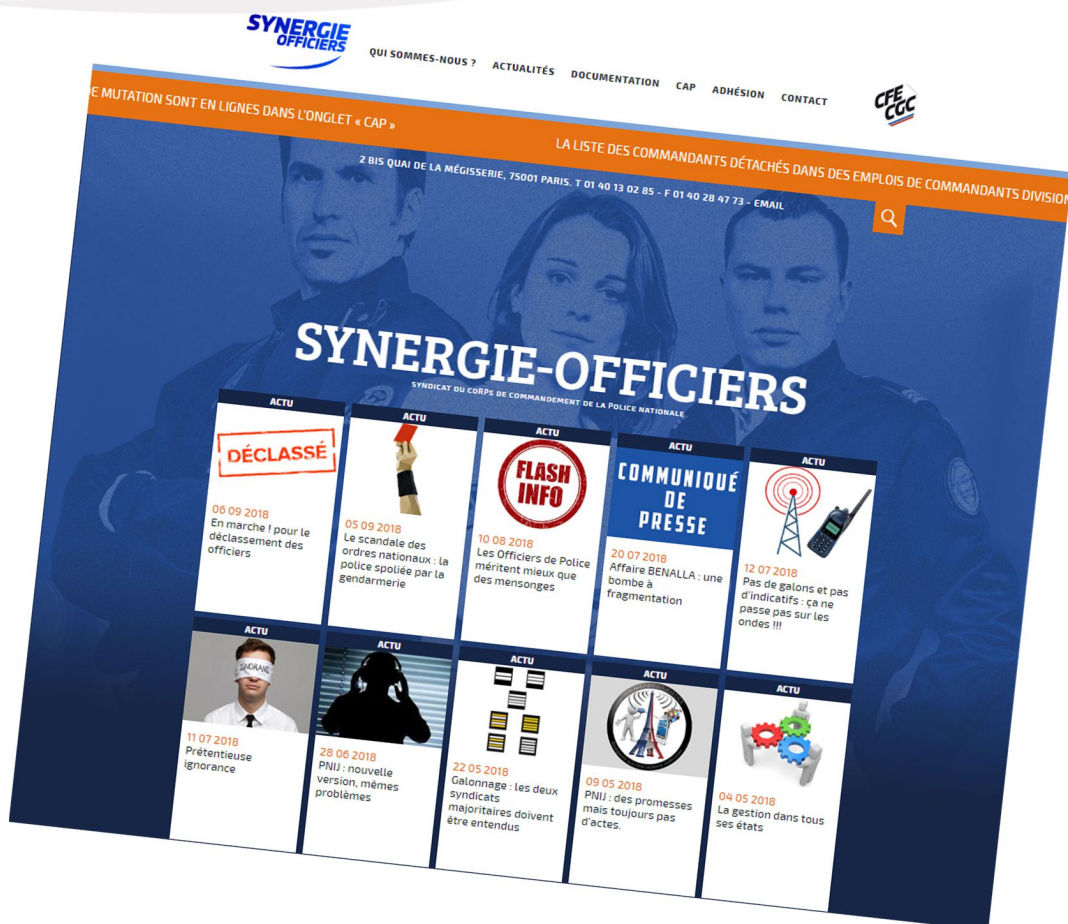 SYNERGIE
OFFICIERS
QUI SOMMES-NOUS ? ACTUALITÉS DOCUMENTATION CAP ADHÉSION CONTACT
CFE
CGC
E MUTATION SONT EN LIGNES DANS L'ONGLET « CAP »
LA LISTE DES COMMANDANTS DÉTACHÉS DANS DES EMPLOIS DE COMMANDANTS DIVISION
2 BIS QUAI DE LA MÉGISSERIE, 75001 PARIS. T 01 40 13 02 85 - F 01 40 28 47 73 - EMAIL
SYNERGIE-OFFICIERS
SYNDICAT DU CORPS DE COMMANDEMENT DE LA POLICE NATIONALE
ACTU
DÉCLASSÉ
06 09 2018
En marche ! pour le
déclassement des
officiers
ACTU
05 09 2018
Le scandale des
ordres nationaux : la
police spoliée par la
gendarmerie
ACTU
FLASH
INFO
10 08 2018
Les Officiers de Police
méritent mieux que
des mensonges
ACTU
COMMUNIQUÉ
DE
PRESSE
20 07 2018
Affaire BENALLA : une
bombe à
fragmentation
ACTU
12 07 2018
Pas de galons et pas
d'indicatifs : ça ne
passe pas sur les
ondes !!!
ACTU
IGNORANCE
11 07 2018
Prétentieuse
ignorance
ACTU
28 06 2018
PNIJ : nouvelle
version, mêmes
problèmes
ACTU
22 05 2018
Galonnage : les deux
syndicats
majoritaires doivent
être entendus
ACTU
09 05 2018
PNIJ : des promesses
mais toujours pas
d'actes.
ACTU
04 05 2018
La gestion dans tous
ses états